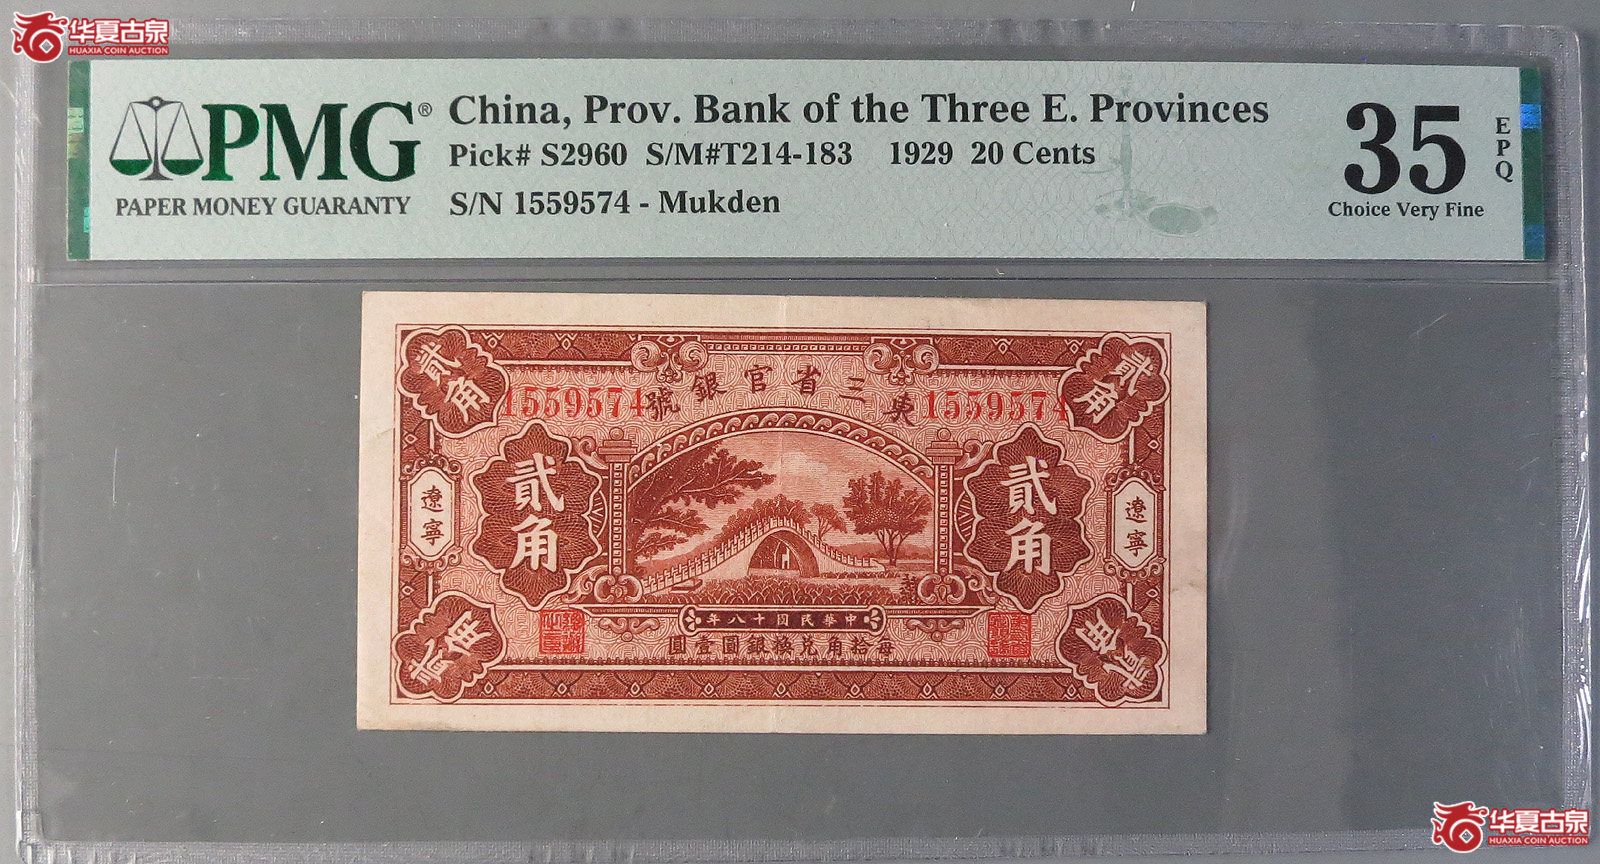 华夏古泉
HUAXIA COIN AUCTION
PMG®
PAPER MONEY GUARANTY
China, Prov. Bank of the Three E. Provinces
Pick# S2960 S/M#T214-183 1929 20 Cents
S/N 1559574 - Mukden
35
EPQ
Choice Very Fine
貳角
貳角
號銀官省三東
1559574
1559574
貳角
貳角
遼寧
遼寧
年八十國民華中
圓壹圓銀換兌角拾每
貳角
貳角
华夏古泉
HUAXIA COIN AUCTION